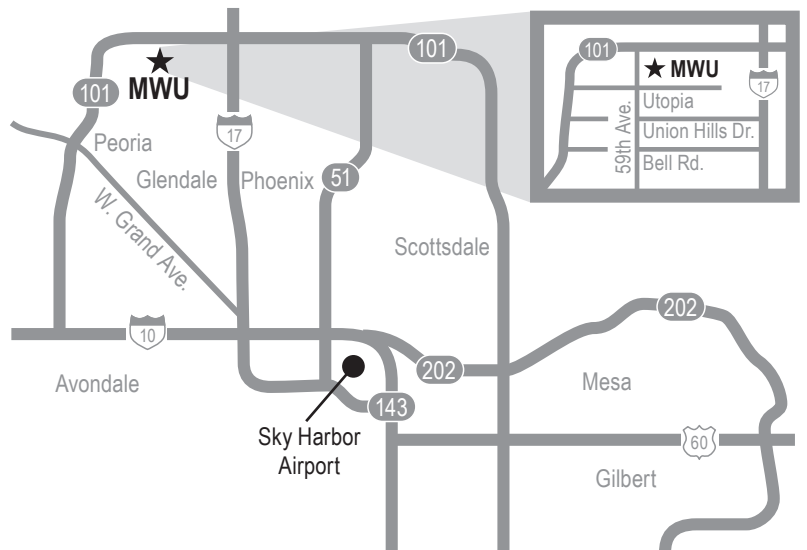 17
101
101
MWU
101
MWU
17
59th Ave.
Utopia
Union Hills Dr.
Bell Rd.
17
Peoria
Glendale
Phoenix
51
W. Grand Ave.
Scottsdale
10
202
202
Avondale
Mesa
143
Sky Harbor
Airport
60
Gilbert